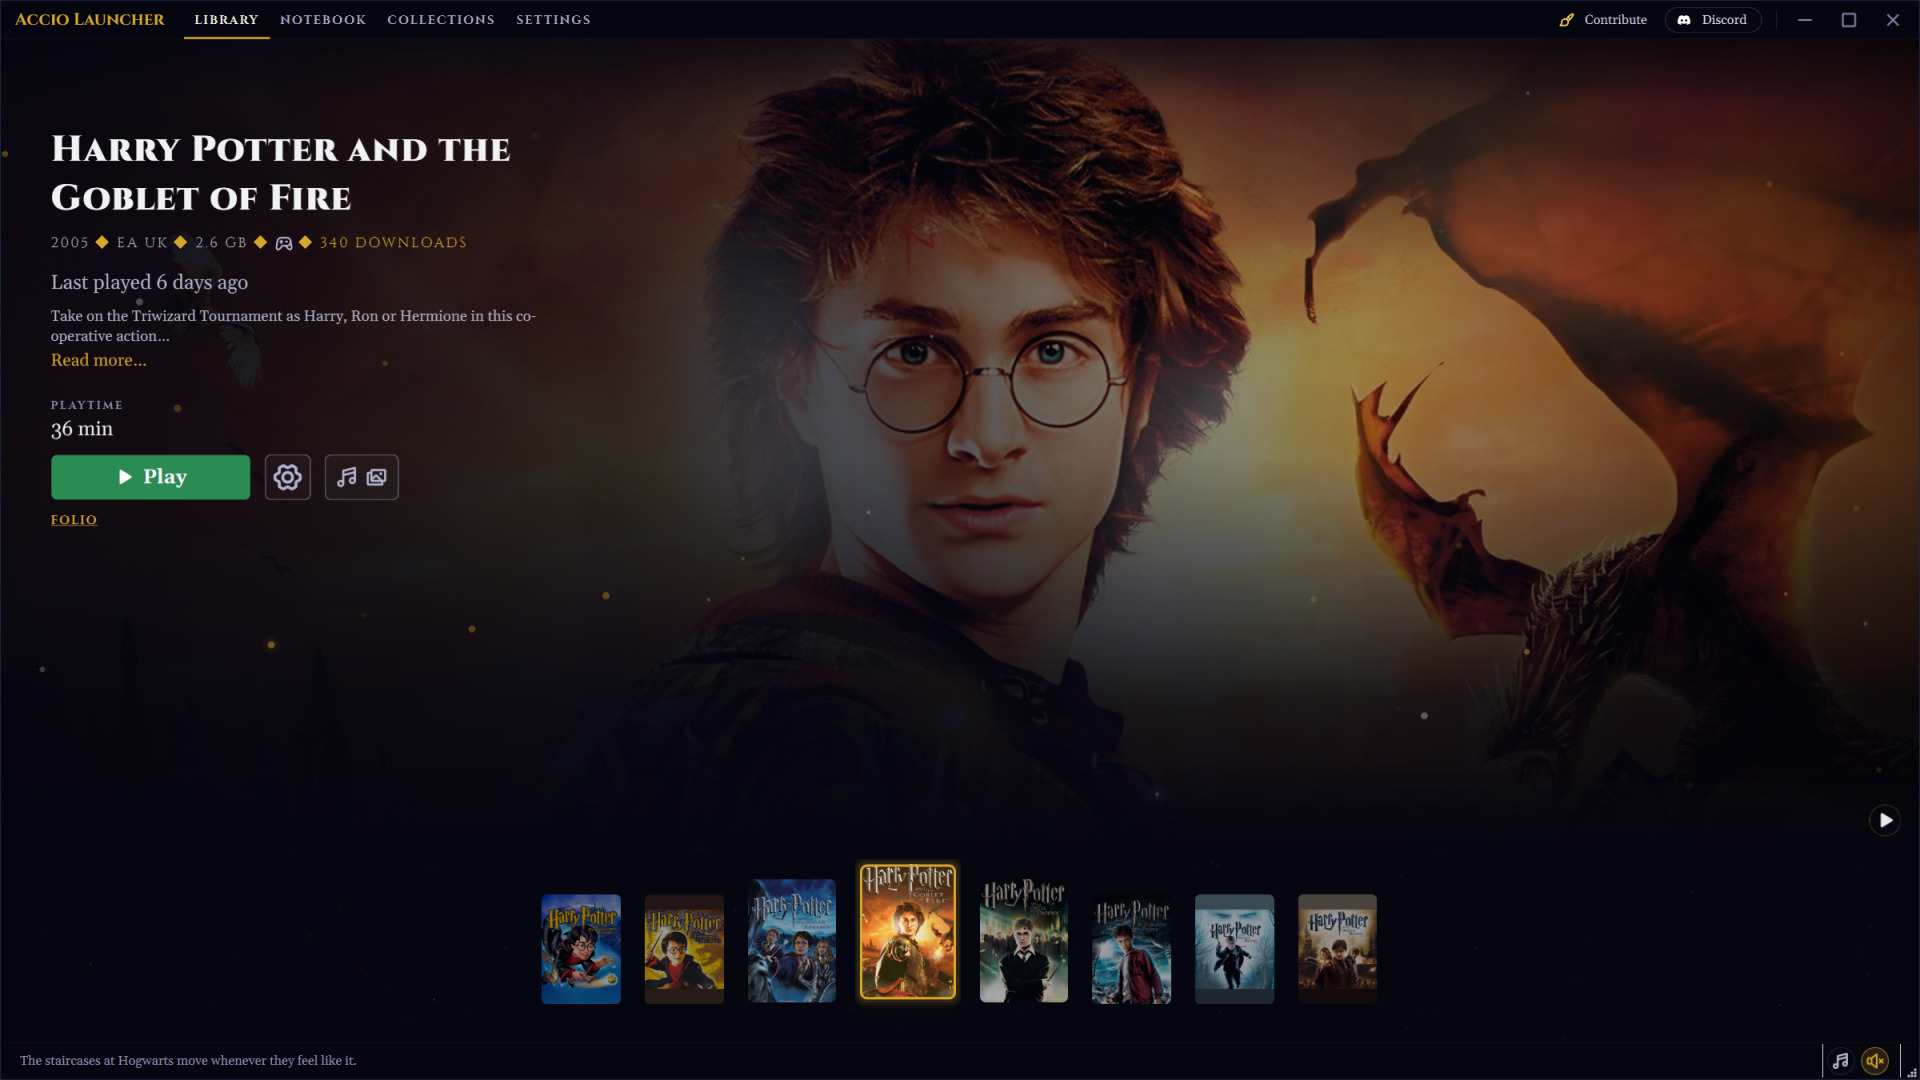 Accio Launcher
LIBRARY
NOTEBOOK
COLLECTIONS
SETTINGS
Contribute
Discord
Harry Potter and the
Goblet of Fire
2005 ◆ EA UK ◆ 2.6 GB ◆ ◆ 340 DOWNLOADS
Last played 6 days ago
Take on the Triwizard Tournament as Harry, Ron or Hermione in this co-
operative action...
Read more...
PLAYTIME
36 min
Play
FOLIO
Harry Potter
Harry Potter
Harry Potter
Harry Potter
GOBLET
OF FIRE
Harry Potter
Harry Potter
Harry Potter
Harry Potter
The staircases at Hogwarts move whenever they feel like it.